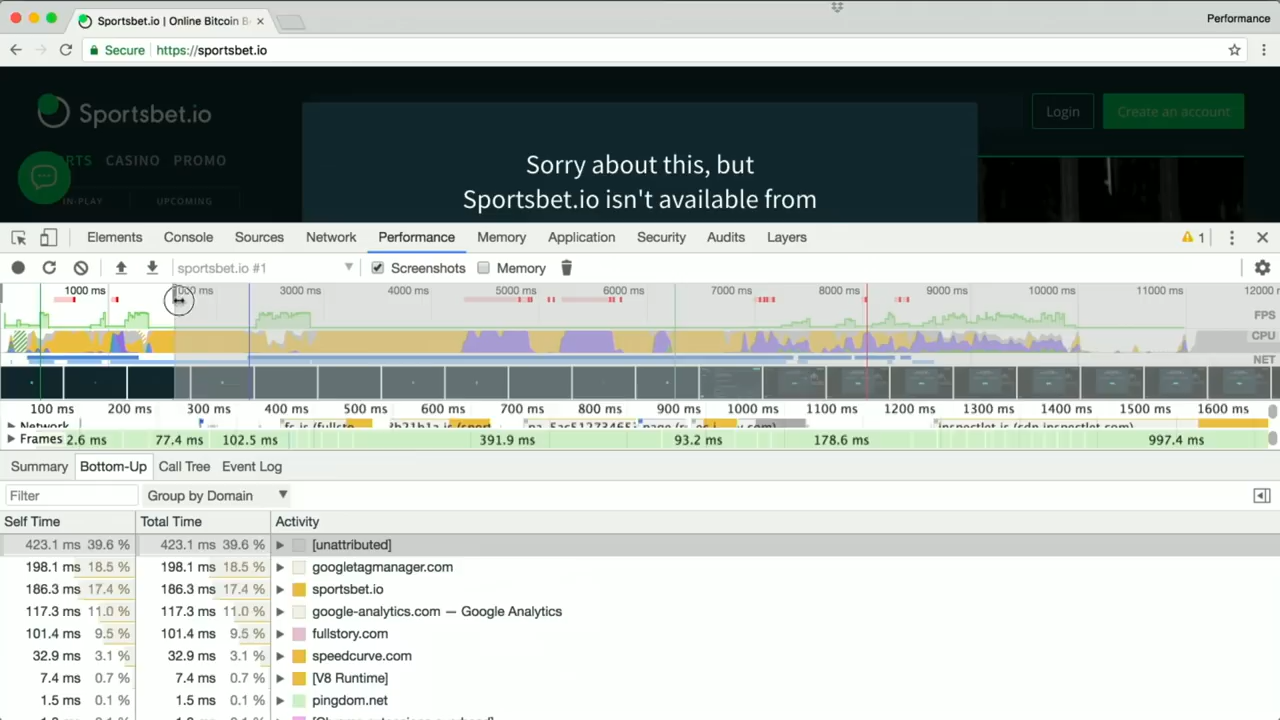 Sportsbet.io | Online Bitcoin B
Performance
Secure https://sportsbet.io
Sportsbet.io
Login
Create an account
RTS CASINO PROMO
IN-PLAY UPCOMING
Sorry about this, but
Sportsbet.io isn't available from
Elements Console Sources Network Performance Memory Application Security Audits Layers 1
sportsbet.io #1 Screenshots Memory
1000 ms 000 ms 3000 ms 4000 ms 5000 ms 6000 ms 7000 ms 8000 ms 9000 ms 10000 ms 11000 ms 12000 m
FPS
CPU
NET
100 ms 200 ms 300 ms 400 ms 500 ms 600 ms 700 ms 800 ms 900 ms 1000 ms 1100 ms 1200 ms 1300 ms 1400 ms 1500 ms 1600 ms
Network
Frames 2.6 ms 77.4 ms 102.5 ms 391.9 ms 93.2 ms 178.6 ms 997.4 ms
Summary Bottom-Up Call Tree Event Log
Filter Group by Domain
Self Time Total Time Activity
423.1 ms 39.6 % 423.1 ms 39.6 % [unattributed]
198.1 ms 18.5 % 198.1 ms 18.5 % googletagmanager.com
186.3 ms 17.4 % 186.3 ms 17.4 % sportsbet.io
117.3 ms 11.0 % 117.3 ms 11.0 % google-analytics.com — Google Analytics
101.4 ms 9.5 % 101.4 ms 9.5 % fullstory.com
32.9 ms 3.1 % 32.9 ms 3.1 % speedcurve.com
7.4 ms 0.7 % 7.4 ms 0.7 % [V8 Runtime]
1.5 ms 0.1 % 1.5 ms 0.1 % pingdom.net